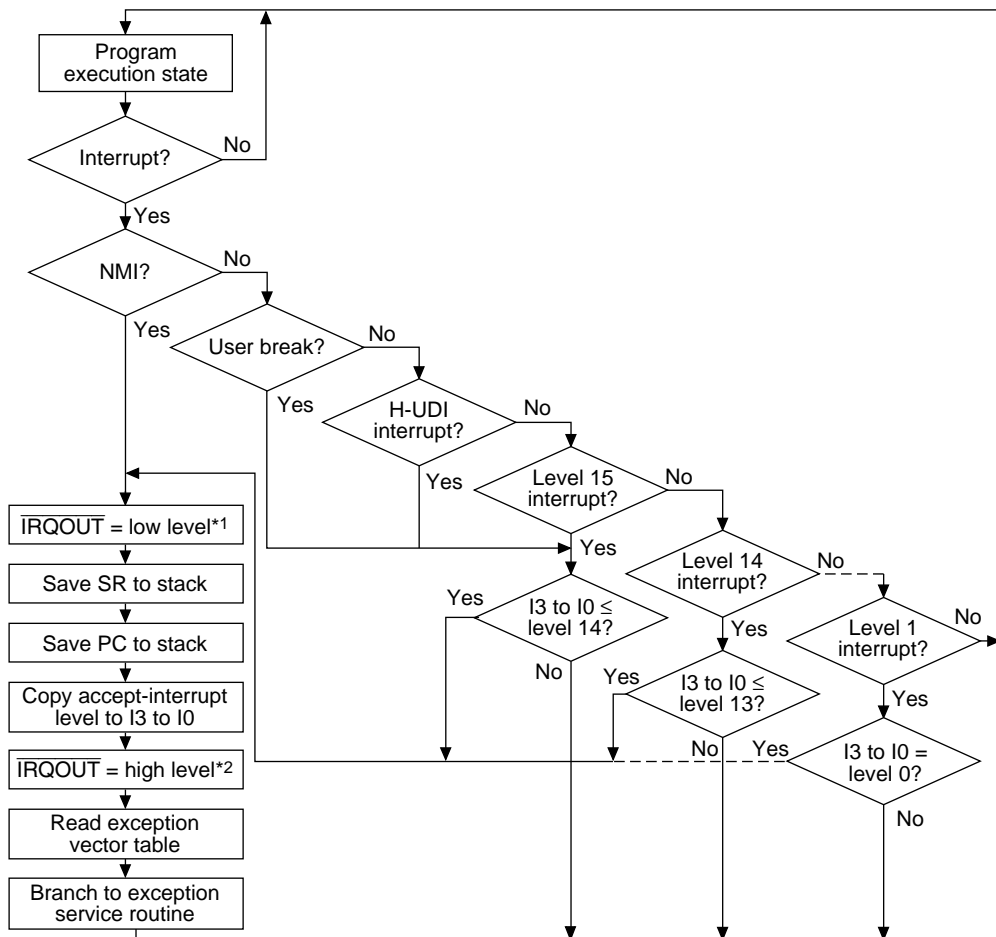 Program
execution state
Interrupt?
No
Yes
NMI?
No
Yes
User break?
No
Yes
H-UDI
interrupt?
No
Yes
Level 15
interrupt?
No
Yes
Level 14
interrupt?
No
Yes
Level 1
interrupt?
No
Yes
IRQOUT = low level*1
Save SR to stack
Save PC to stack
Copy accept-interrupt
level to I3 to I0
IRQOUT = high level*2
Read exception
vector table
Branch to exception
service routine
Yes
I3 to I0 ≤
level 14?
No
Yes
I3 to I0 ≤
level 13?
No
Yes
I3 to I0 =
level 0?
No